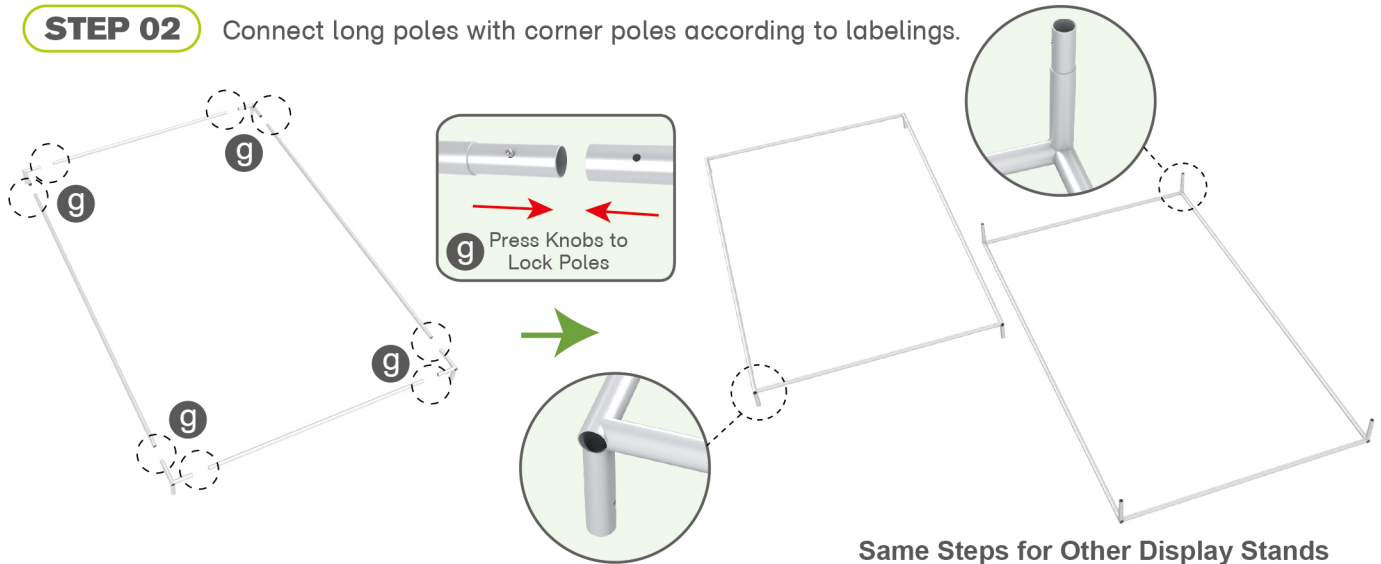 STEP 02
Connect long poles with corner poles according to labelings.
g
g
g
g
g
Press Knobs to
Lock Poles
Same Steps for Other Display Stands